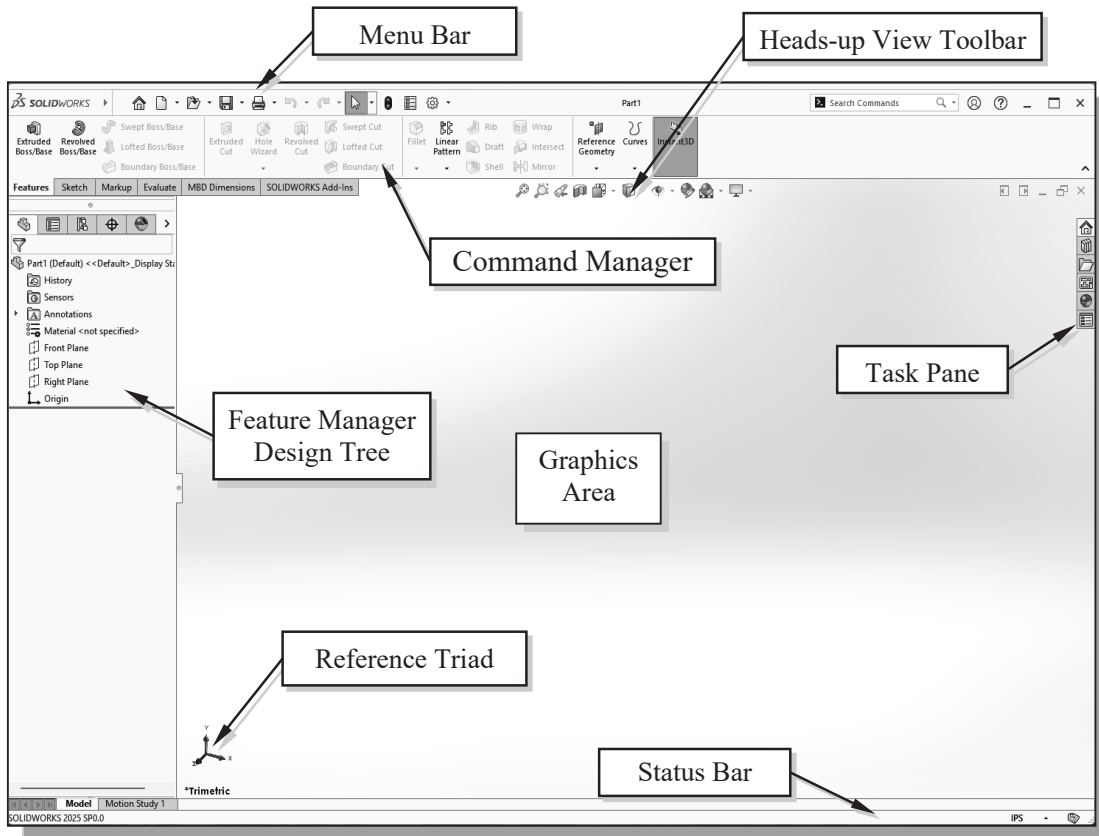 Menu Bar
Heads-up View Toolbar
SOLIDWORKS
Part1
Search Commands
Extruded Boss/Base
Revolved Boss/Base
Swept Boss/Base
Lofted Boss/Base
Boundary Boss/Base
Extruded Cut
Hole Wizard
Revolved Cut
Swept Cut
Lofted Cut
Boundary Cut
Fillet
Linear Pattern
Rib
Draft
Shell
Wrap
Intersect
Mirror
Reference Geometry
Curves
Instant3D
Features Sketch Markup Evaluate MBD Dimensions SOLIDWORKS Add-Ins
Command Manager
Part1 (Default) <<Default>_Display Sta
History
Sensors
Annotations
Material <not specified>
Front Plane
Top Plane
Right Plane
Origin
Task Pane
Feature Manager
Design Tree
Graphics
Area
Reference Triad
Y
X
Z
*Trimetric
Status Bar
Model Motion Study 1
SOLIDWORKS 2025 SP0.0
IPS